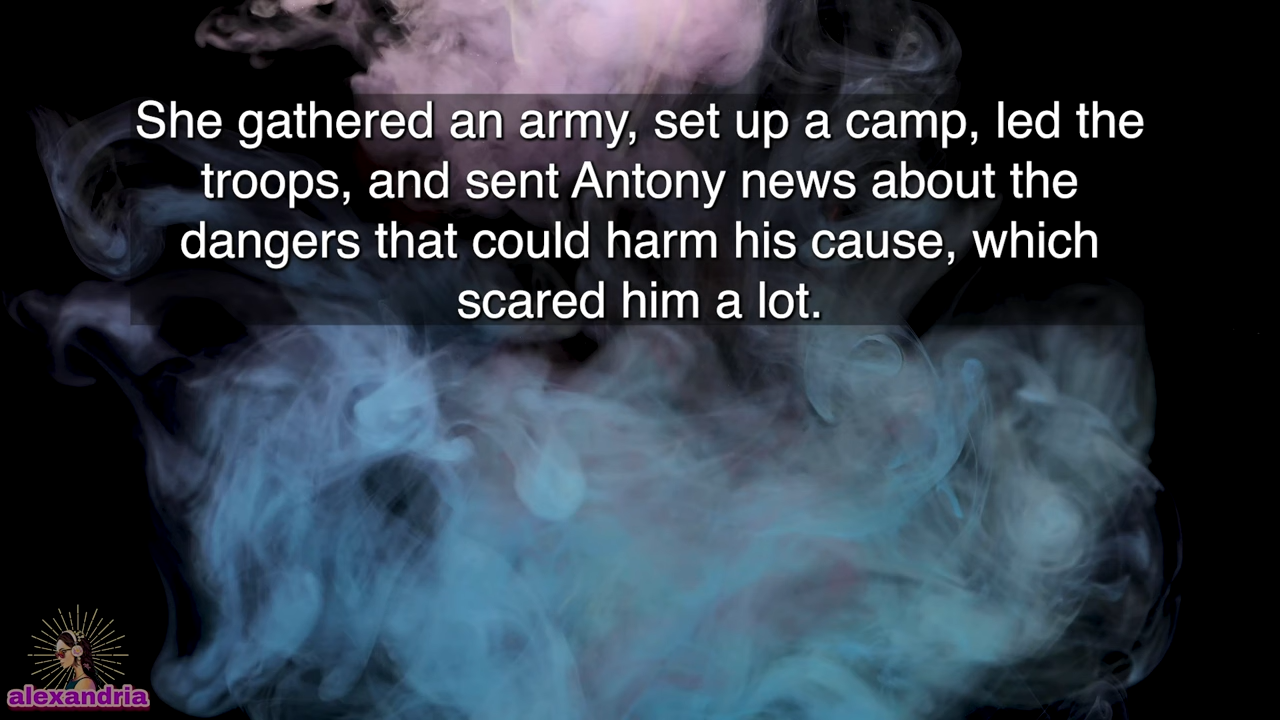 She gathered an army, set up a camp, led the
troops, and sent Antony news about the
dangers that could harm his cause, which
scared him a lot.
alexandria